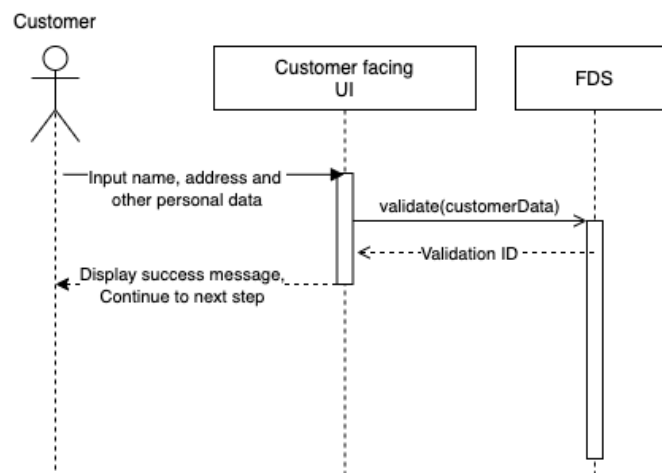 Customer
Customer facing
UI
FDS
Input name, address and
other personal data
validate(customerData)
Validation ID
Display success message,
Continue to next step